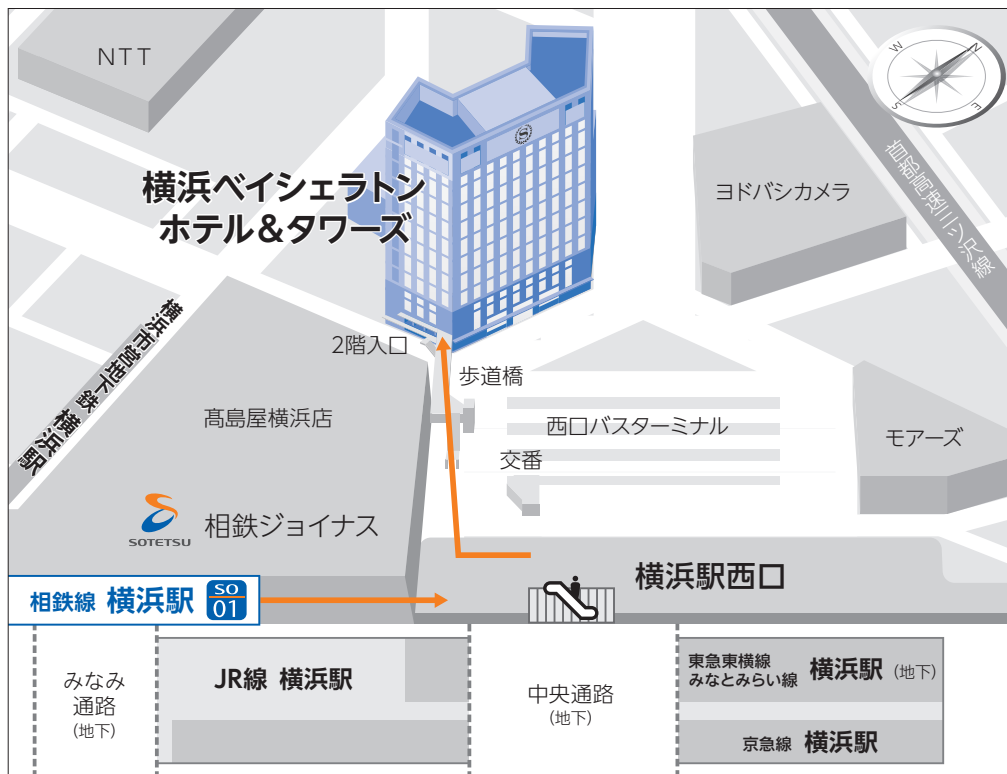 NTT
W
N
S
E
首都高速三ツ沢線
横浜ベイシェラトン
ホテル&タワーズ
S
ヨドバシカメラ
横浜市営地下鉄 横浜駅
2階入口
歩道橋
髙島屋横浜店
西口バスターミナル
モアーズ
交番
SOTETSU
相鉄ジョイナス
横浜駅西口
相鉄線 横浜駅 SO 01
みなみ
通路
(地下)
JR線 横浜駅
中央通路
(地下)
東急東横線
みなとみらい線 横浜駅 (地下)
京急線 横浜駅